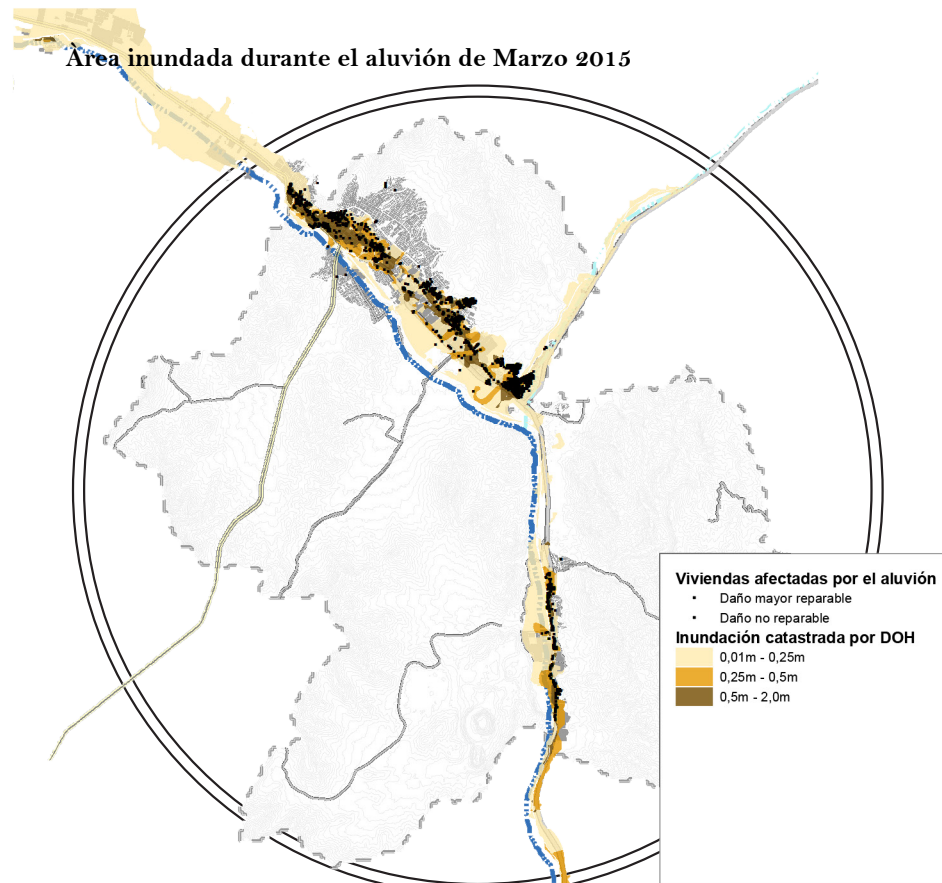 Área inundada durante el aluvión de Marzo 2015
Viviendas afectadas por el aluvión
Daño mayor reparable
Daño no reparable
Inundación catastrada por DOH
0,01m - 0,25m
0,25m - 0,5m
0,5m - 2,0m